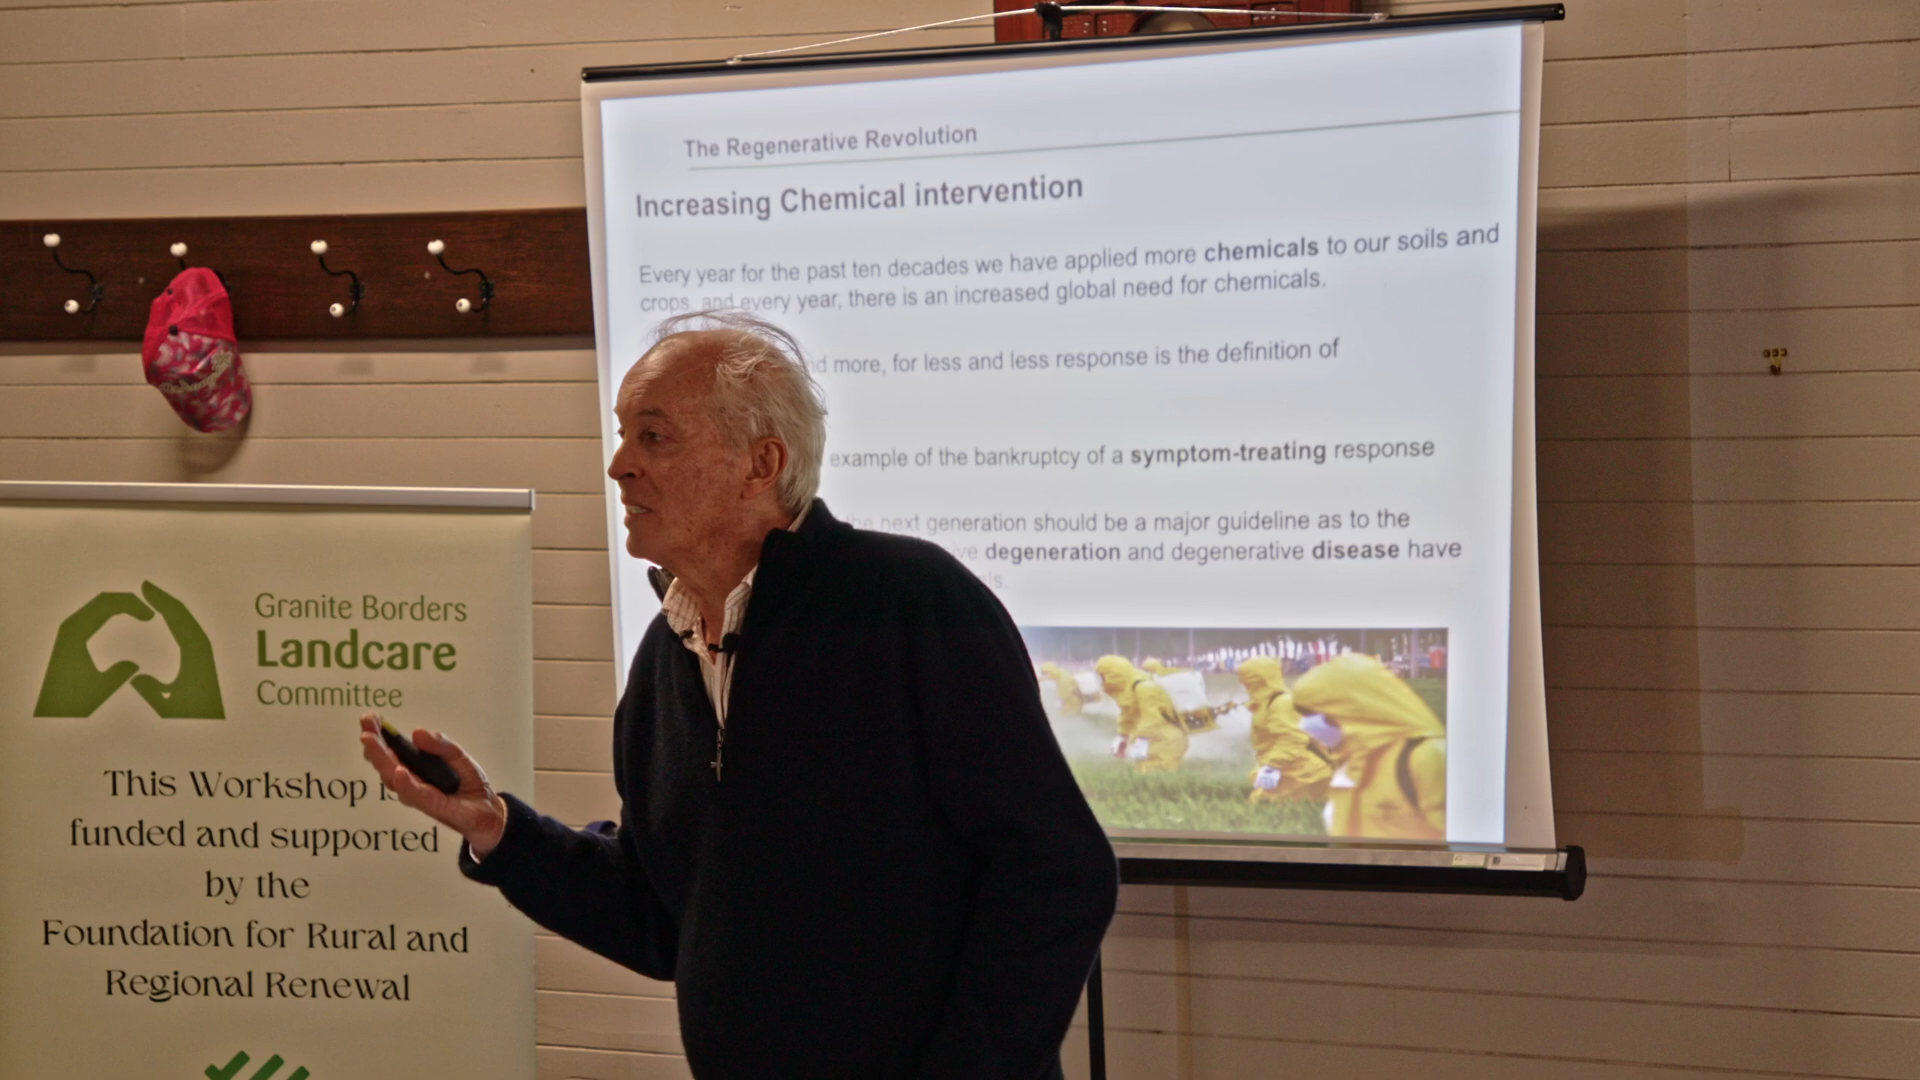 The Regenerative Revolution
Increasing Chemical intervention
Every year for the past ten decades we have applied more chemicals to our soils and
crops, and every year, there is an increased global need for chemicals.
more, for less and less response is the definition of
example of the bankruptcy of a symptom-treating response
the next generation should be a major guideline as to the
degeneration and degenerative disease have
Granite Borders
Landcare
Committee
This Workshop is
funded and supported
by the
Foundation for Rural and
Regional Renewal